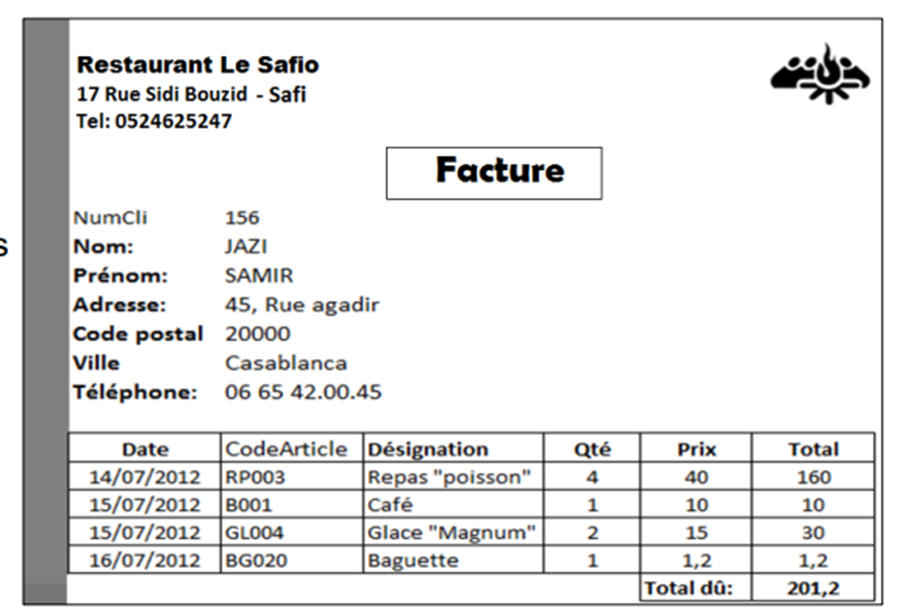 Restaurant Le Safio
17 Rue Sidi Bouzid - Safi
Tel: 0524625247
Facture
s
NumCli 156
Nom: JAZI
Prénom: SAMIR
Adresse: 45, Rue agadir
Code postal 20000
Ville Casablanca
Téléphone: 06 65 42.00.45
Date CodeArticle Désignation Qté Prix Total
14/07/2012 RP003 Repas "poisson" 4 40 160
15/07/2012 B001 Café 1 10 10
15/07/2012 GL004 Glace "Magnum" 2 15 30
16/07/2012 BG020 Baguette 1 1,2 1,2
Total dû: 201,2